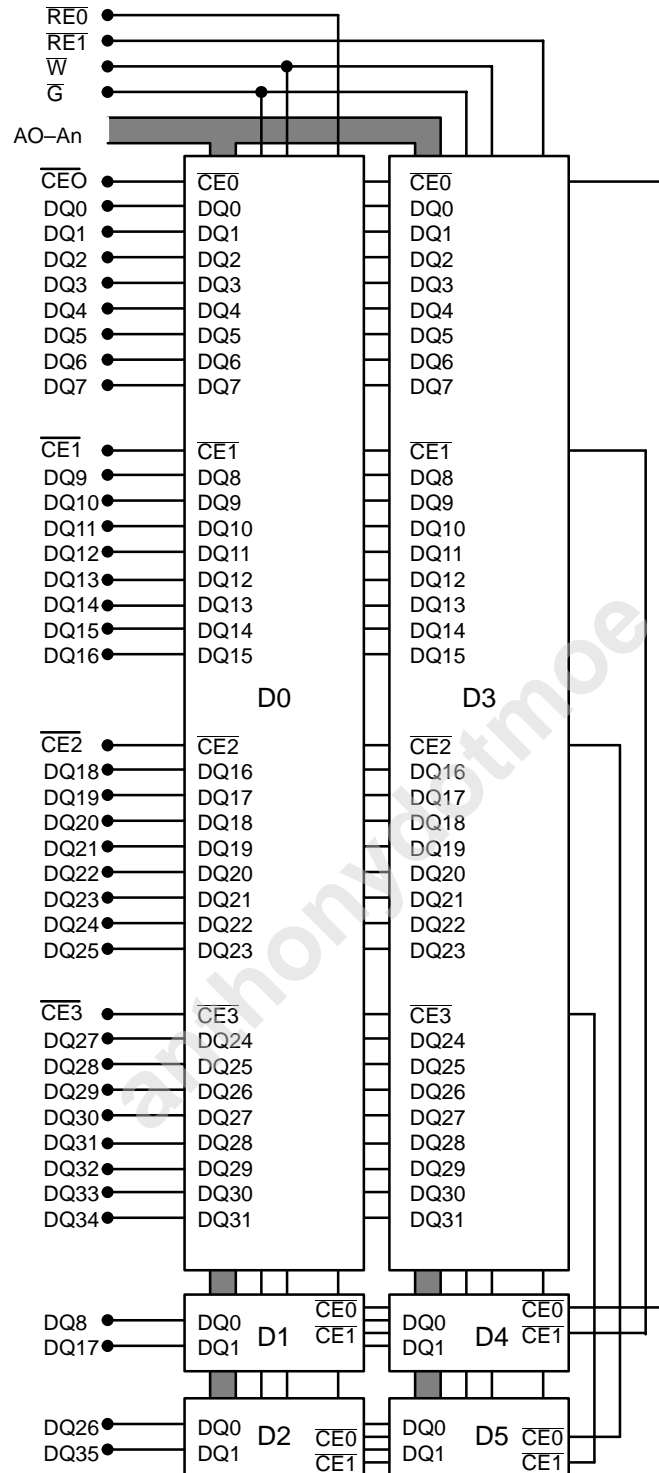 RE0
RE1
W
G
AO–An
CEO CE0 CE0
DQ0 DQ0 DQ0
DQ1 DQ1 DQ1
DQ2 DQ2 DQ2
DQ3 DQ3 DQ3
DQ4 DQ4 DQ4
DQ5 DQ5 DQ5
DQ6 DQ6 DQ6
DQ7 DQ7 DQ7
CE1 CE1 CE1
DQ9 DQ8 DQ8
DQ10 DQ9 DQ9
DQ11 DQ10 DQ10
DQ12 DQ11 DQ11
DQ13 DQ12 DQ12
DQ14 DQ13 DQ13
DQ15 DQ14 DQ14
DQ16 DQ15 DQ15
D0 D3
CE2 CE2 CE2
DQ18 DQ16 DQ16
DQ19 DQ17 DQ17
DQ20 DQ18 DQ18
DQ21 DQ19 DQ19
DQ22 DQ20 DQ20
DQ23 DQ21 DQ21
DQ24 DQ22 DQ22
DQ25 DQ23 DQ23
CE3 CE3 CE3
DQ27 DQ24 DQ24
DQ28 DQ25 DQ25
DQ29 DQ26 DQ26
DQ30 DQ27 DQ27
DQ31 DQ28 DQ28
DQ32 DQ29 DQ29
DQ33 DQ30 DQ30
DQ34 DQ31 DQ31
CE0 CE0
DQ8 DQ0 D1 CE1 DQ0 D4 CE1
DQ17 DQ1 DQ1
DQ26 DQ0 D2 CE0 DQ0 D5 CE0
DQ35 DQ1 CE1 DQ1 CE1
anthonydotmoe